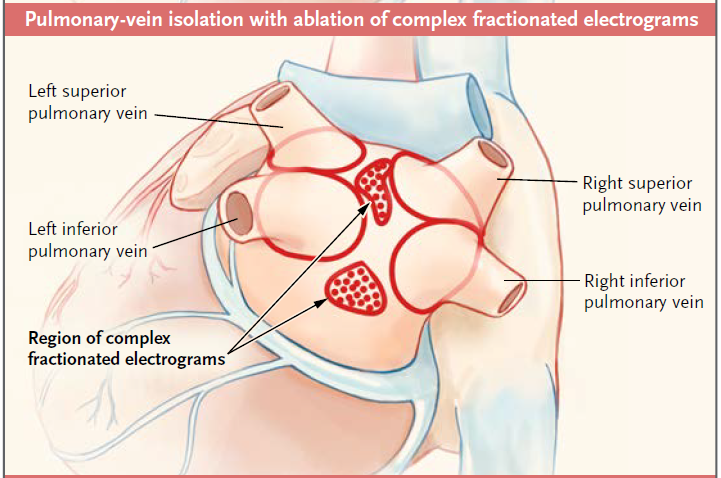 Pulmonary-vein isolation with ablation of complex fractionated electrograms
Left superior
pulmonary vein
Right superior
pulmonary vein
Left inferior
pulmonary vein
Right inferior
pulmonary vein
Region of complex
fractionated electrograms